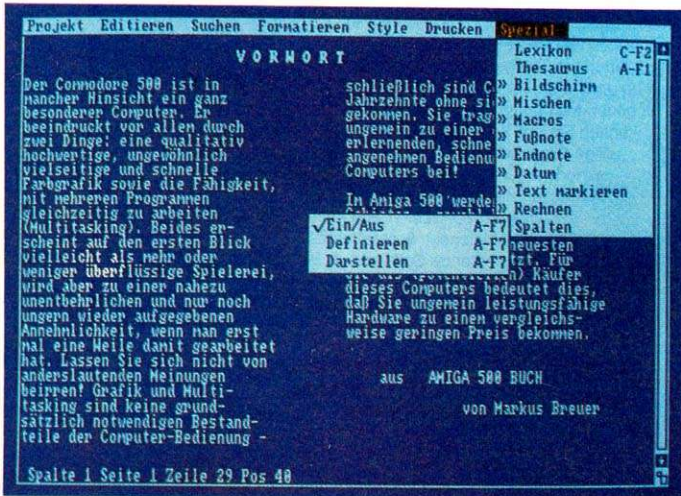 Projekt Editieren Suchen Formatieren Style Drucken Spezial
VORWORT
Der Commodore 500 ist in
mancher Hinsicht ein ganz
besonderer Computer. Er
beeindruckt vor allem durch
zwei Dinge: eine qualitativ
hochwertige, ungewöhnlich
vielseitige und schnelle
Farbgrafik sowie die Fähigkeit,
mit mehreren Programmen
gleichzeitig zu arbeiten
(Multitasking). Beides er-
scheint auf den ersten Blick
vielleicht als mehr oder
weniger überflüssige Spielerei,
wird aber zu einer nahezu
unentbehrlichen und nur noch
ungern wieder aufgegebenen
Annehmlichkeit, wenn man erst
mal eine Weile damit gearbeitet
hat. Lassen Sie sich nicht von
anderslautenden Meinungen
beirren! Grafik und Multi-
tasking sind keine grund-
sätzlich notwendigen Bestand-
teile der Computer-Bedienung -
schließlich sind C
Jahrzehnte ohne si
gekommen. Sie trag
ungemein zu einer
erlernenden, schne
angenehmen Bedienu
Computers bei!
Im Amiga 500 werde
neuesten
tzt. Für
Käufer
dieses Computers bedeutet dies,
daß Sie ungemein leistungsfähige
Hardware zu einem vergleichs-
weise geringen Preis bekommen.
aus AMIGA 500 BUCH
von Markus Breuer
Lexikon C-F2
Thesaurus A-F1
» Bildschirm
» Mischen
» Macros
» Fußnote
» Endnote
» Datum
» Text markieren
» Rechnen
» Spalten
√Ein/Aus A-F7
Definieren A-F7
Darstellen A-F7
Spalte 1 Seite 1 Zeile 29 Pos 40